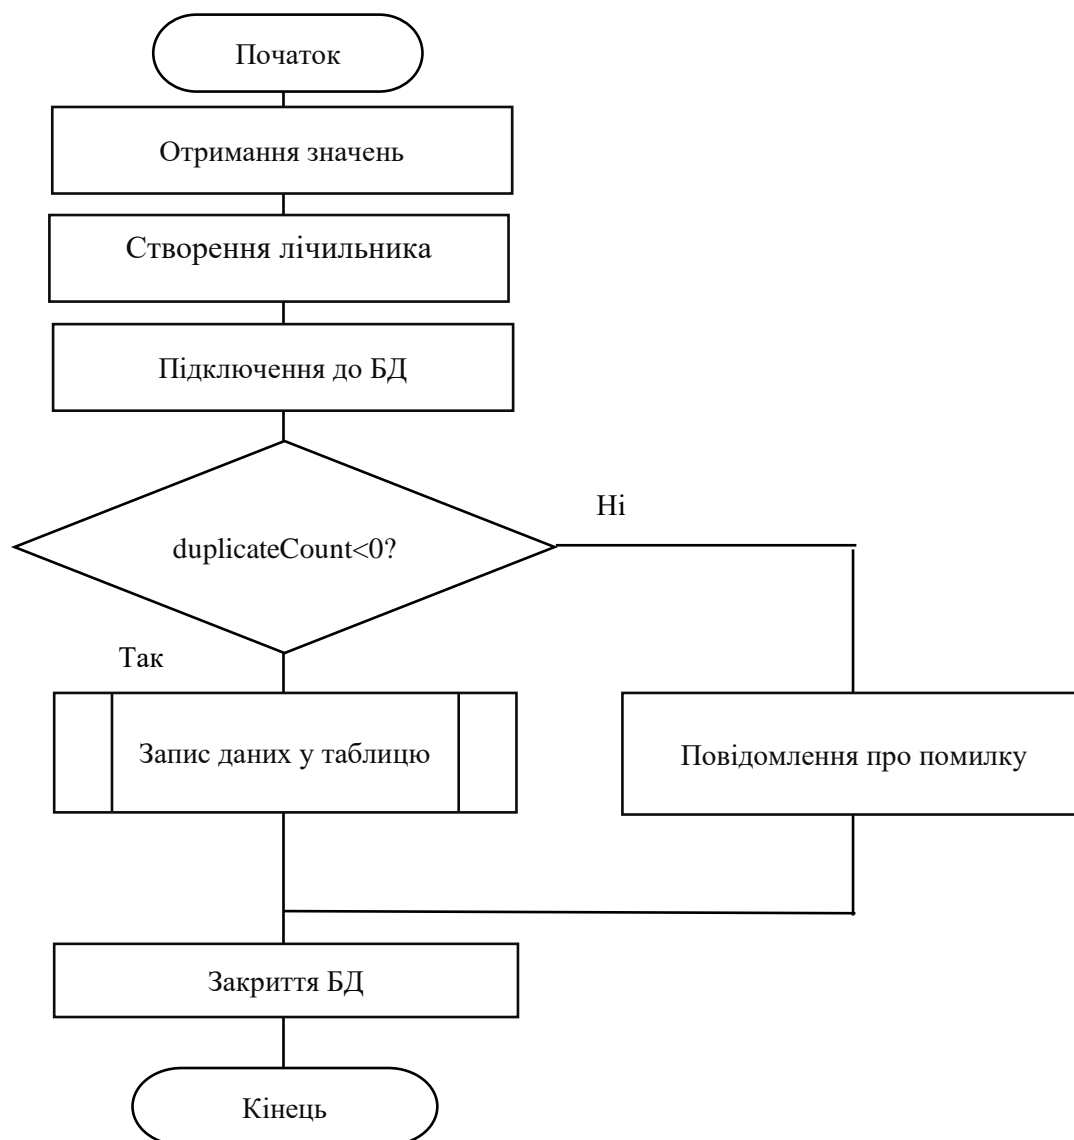 Початок
Отримання значень
Створення лічильника
Підключення до БД
Ні
duplicateCount<0?
Так
Запис даних у таблицю
Повідомлення про помилку
Закриття БД
Кінець